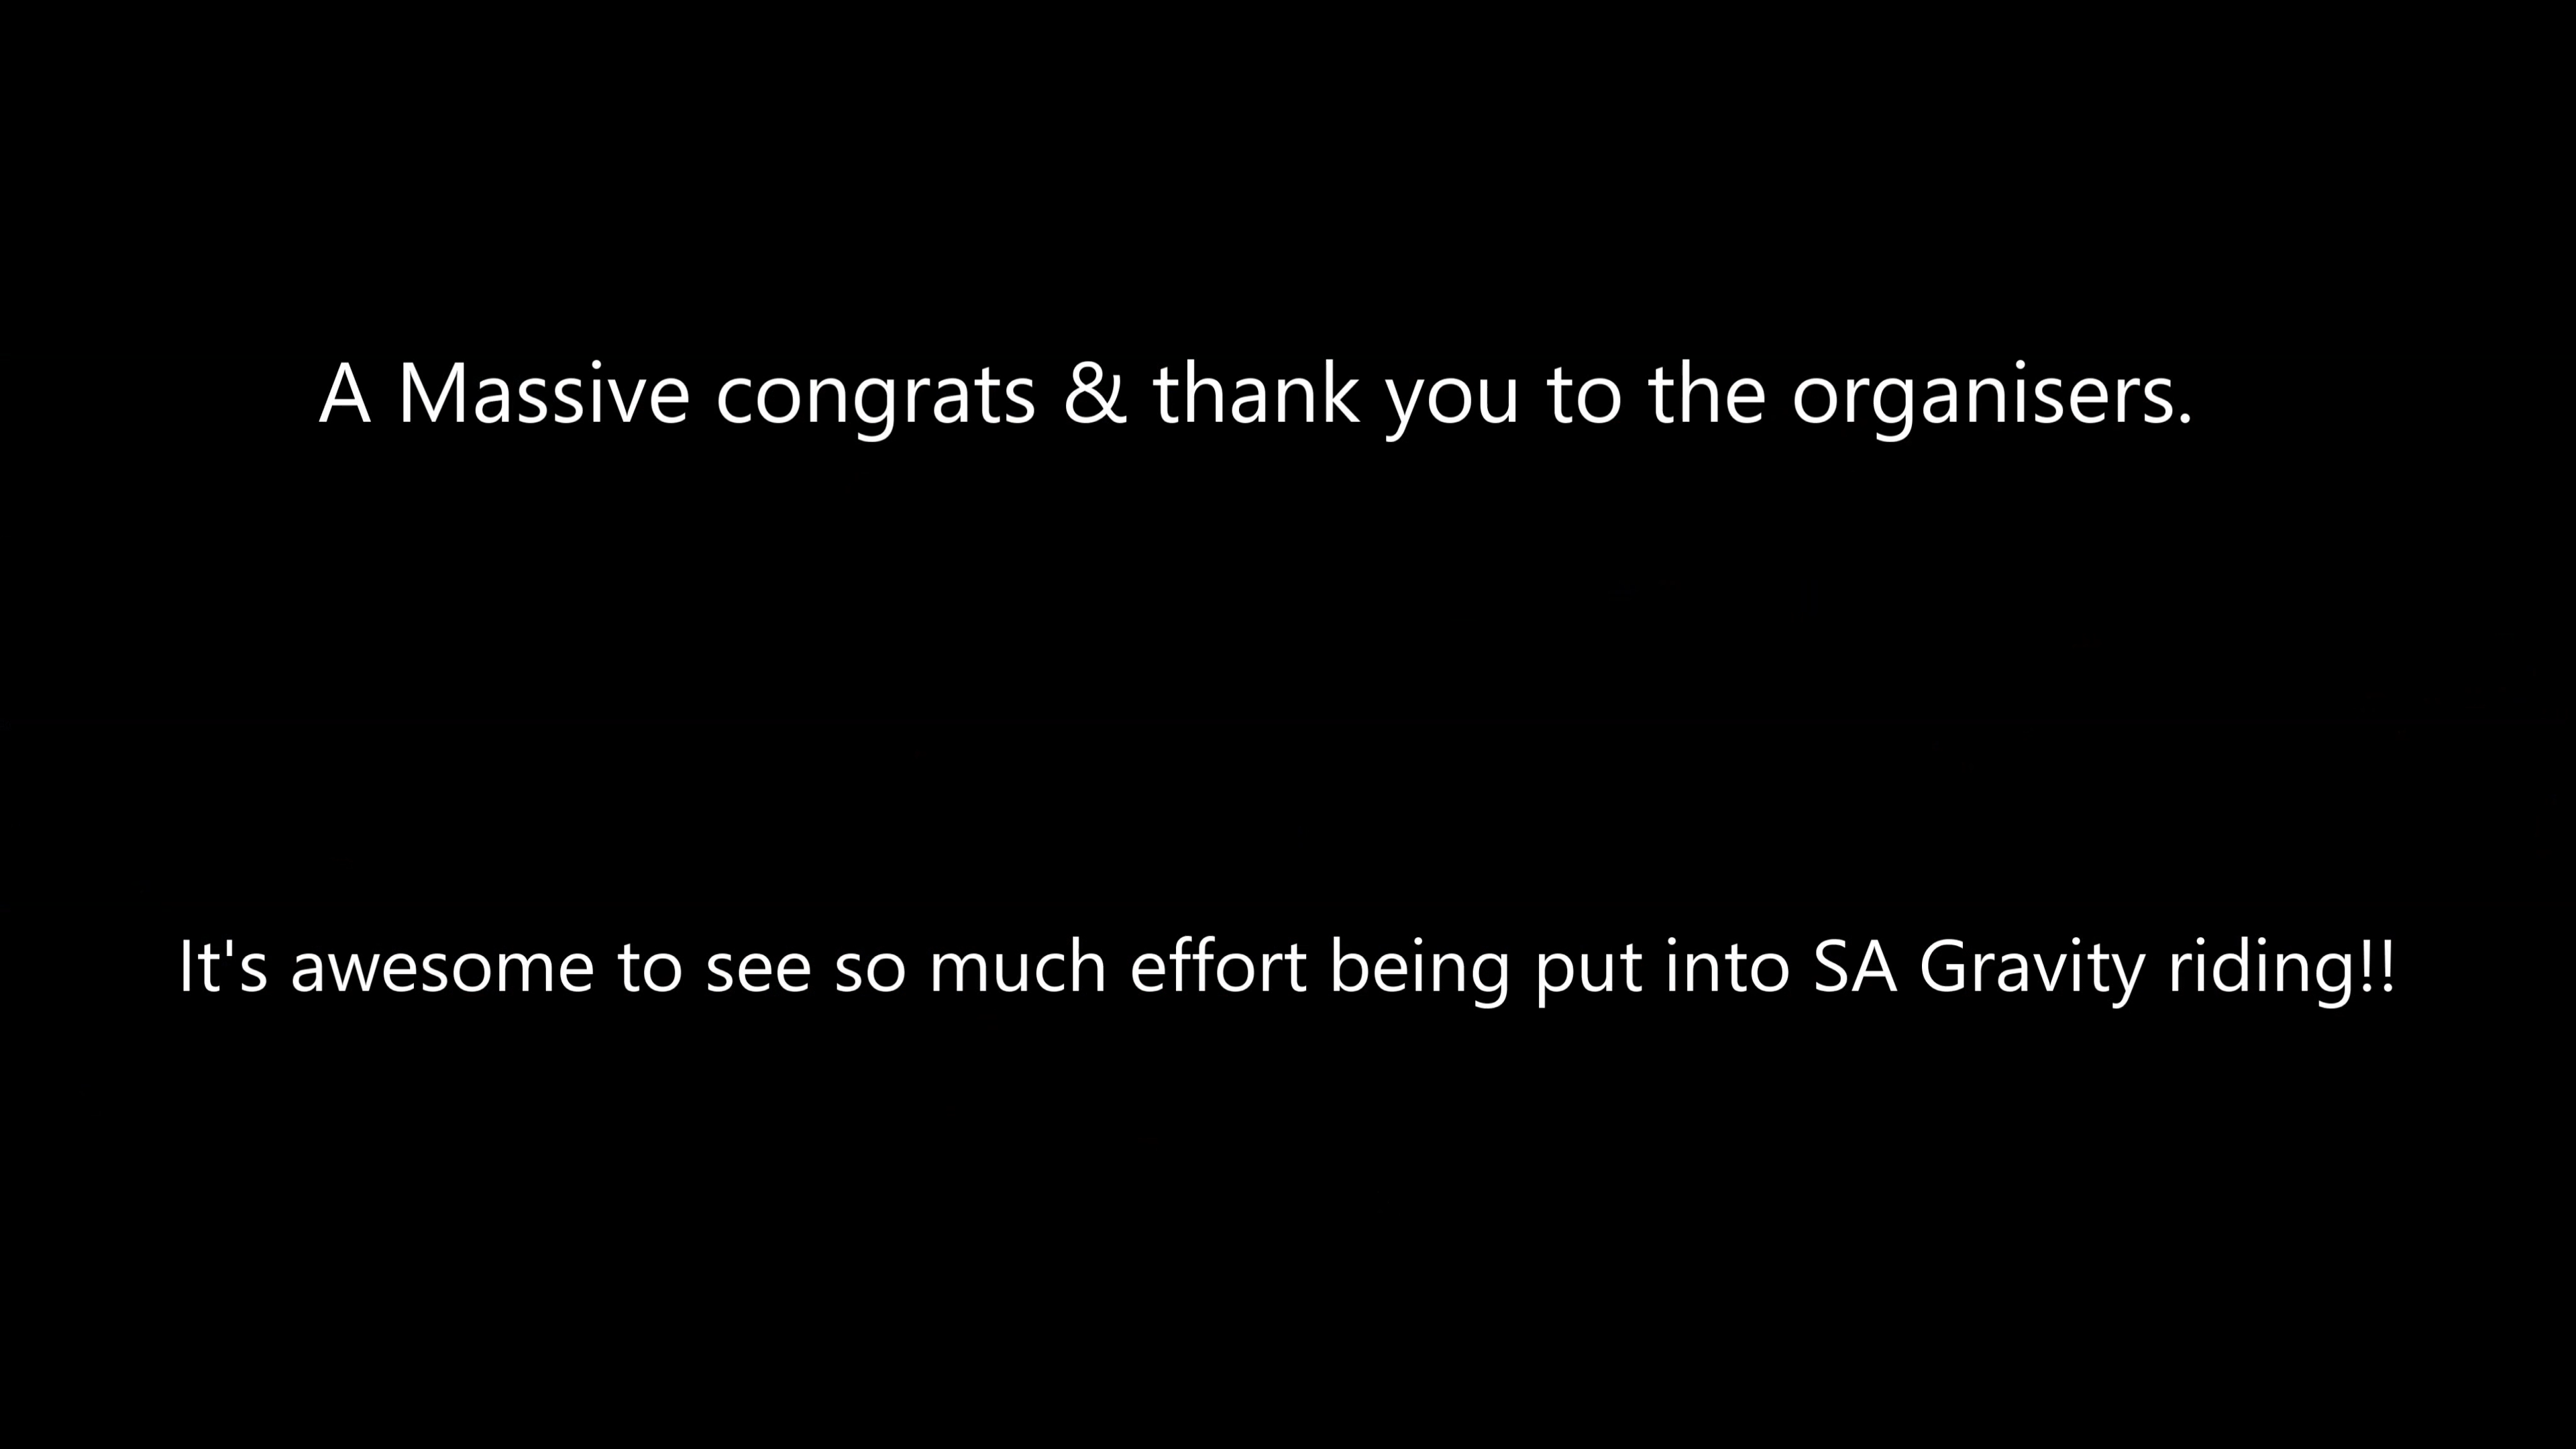 A Massive congrats & thank you to the organisers.
It's awesome to see so much effort being put into SA Gravity riding!!